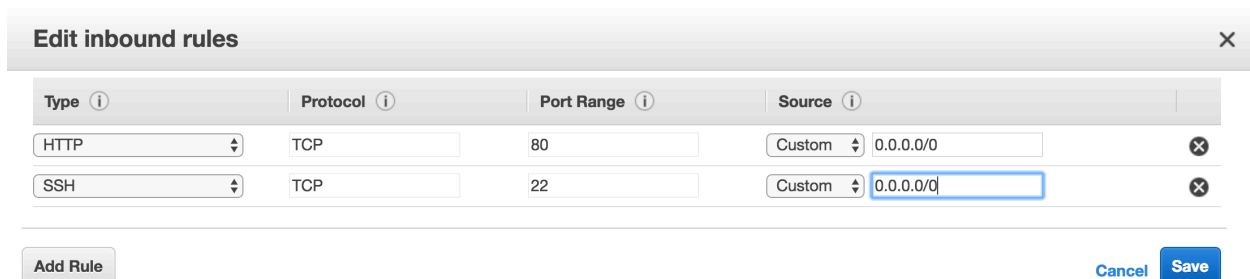 Edit inbound rules
Type Protocol Port Range Source
HTTP TCP 80 Custom 0.0.0.0/0
SSH TCP 22 Custom 0.0.0.0/0
Add Rule Cancel Save